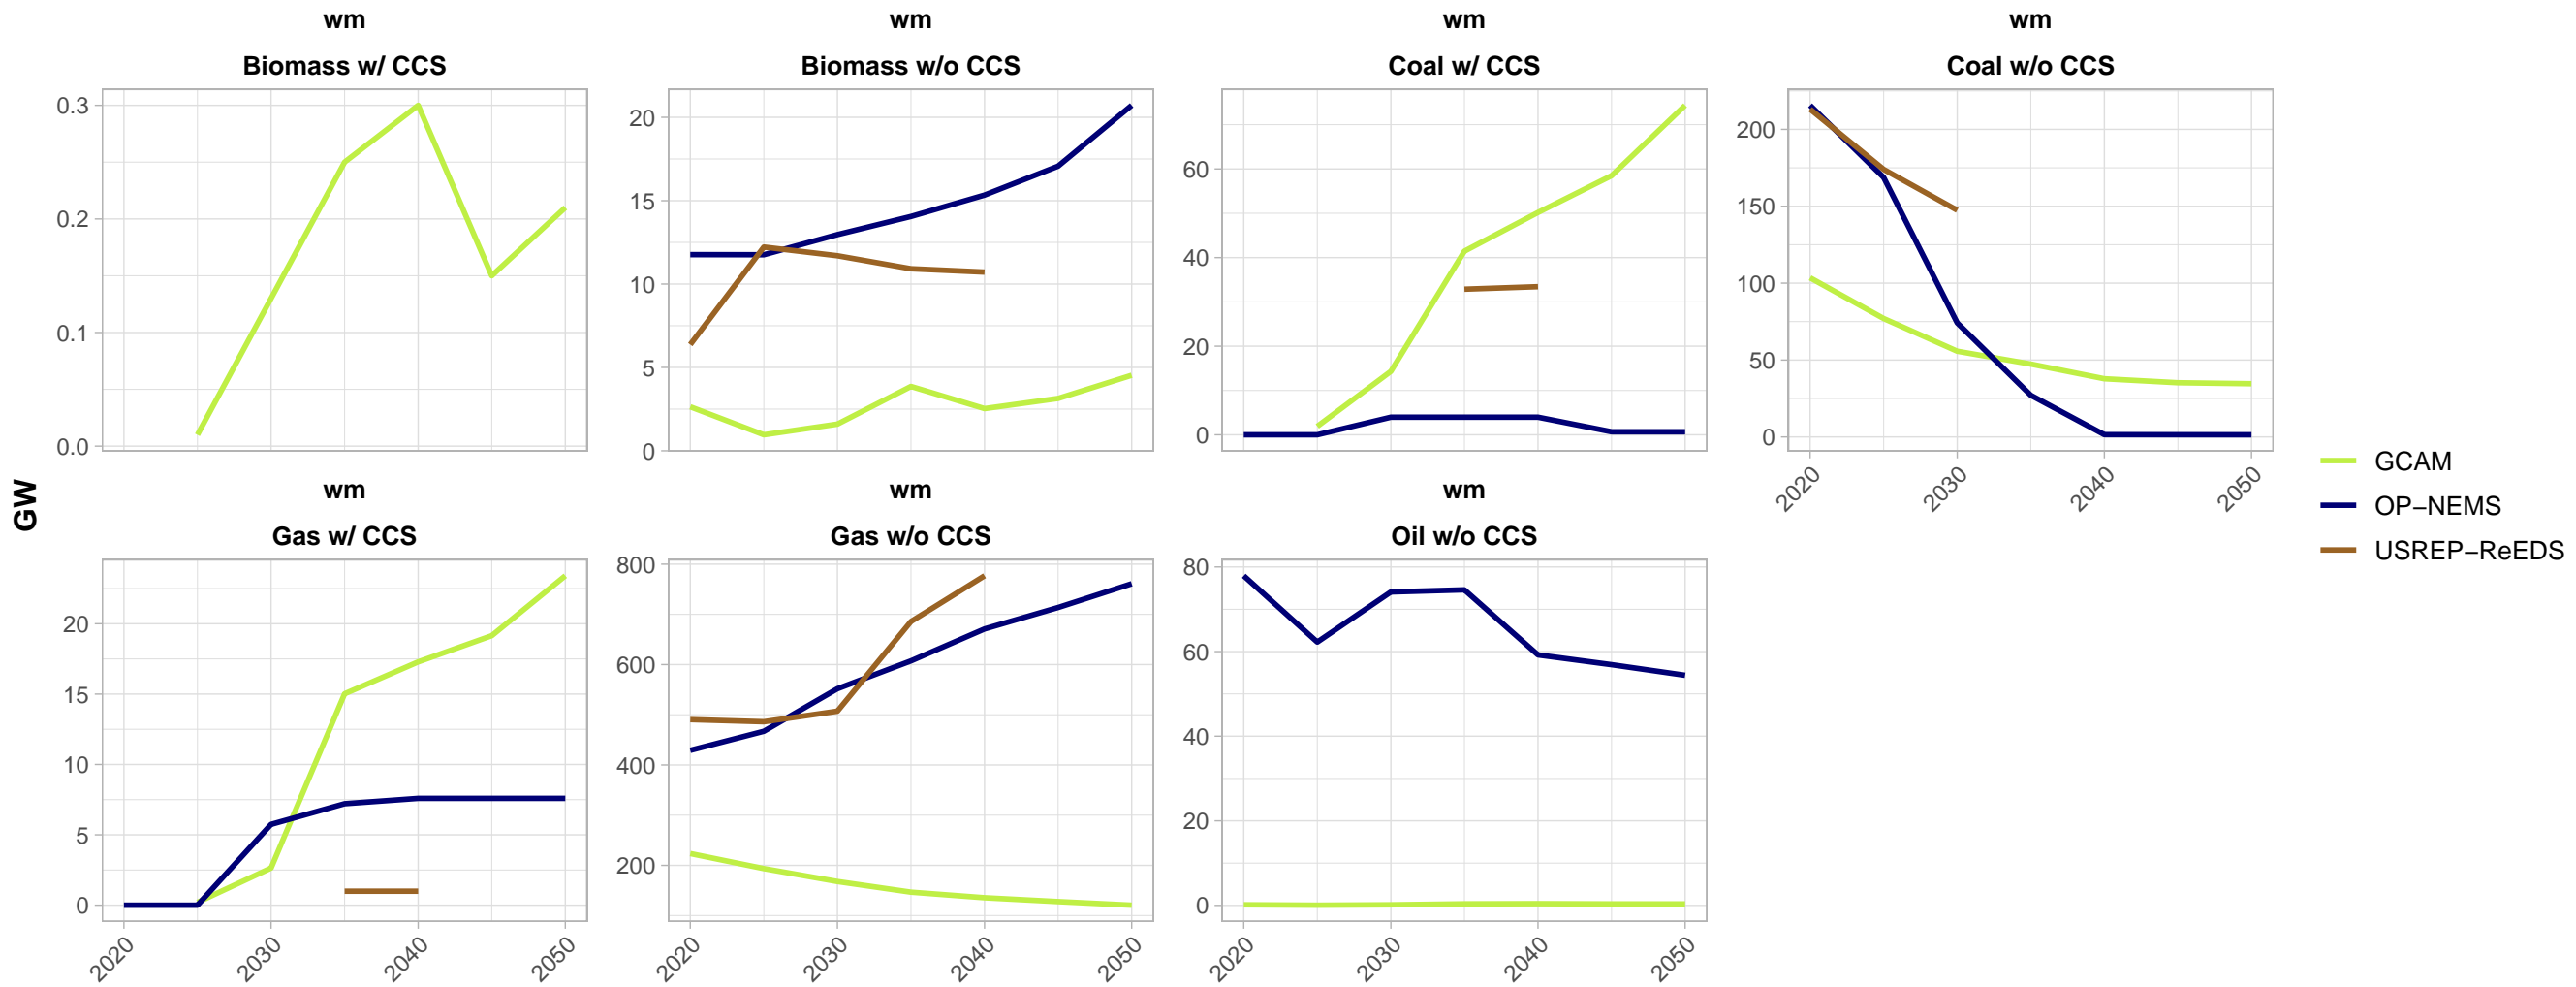 wm
Biomass w/ CCS
0.3
0.2
0.1
0.0
wm
Biomass w/o CCS
20
15
10
5
0
wm
Coal w/ CCS
60
40
20
0
wm
Coal w/o CCS
200
150
100
50
0
2020
2030
2040
2050
GW
wm
Gas w/ CCS
20
15
10
5
0
2020
2030
2040
2050
wm
Gas w/o CCS
800
600
400
200
2020
2030
2040
2050
wm
Oil w/o CCS
80
60
40
20
0
2020
2030
2040
2050
GCAM
OP−NEMS
USREP−ReEDS